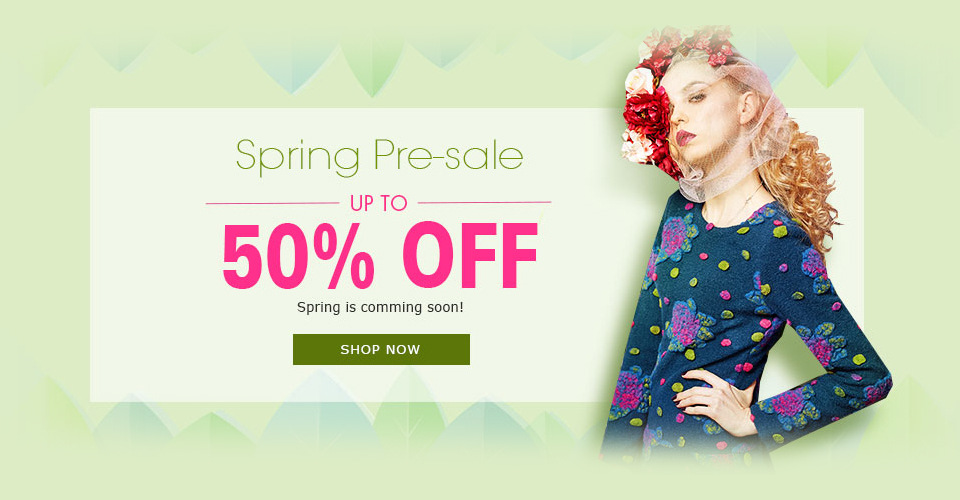 Spring Pre-sale
UP TO
50% OFF
Spring is comming soon!
SHOP NOW